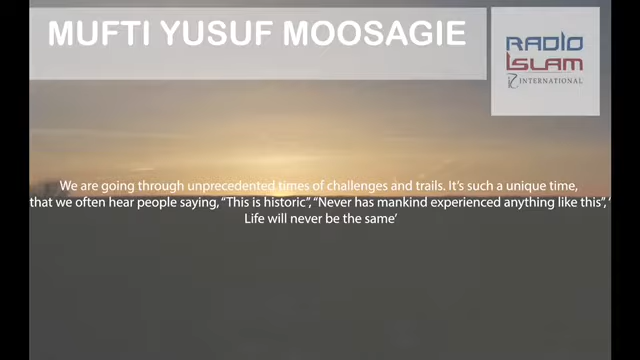 MUFTI YUSUF MOOSAGIE
RADIO
ISLAM
INTERNATIONAL
We are going through unprecedented times of challenges and trails. It's such a unique time,
that we often hear people saying, "This is historic", "Never has mankind experienced anything like this", '
Life will never be the same'